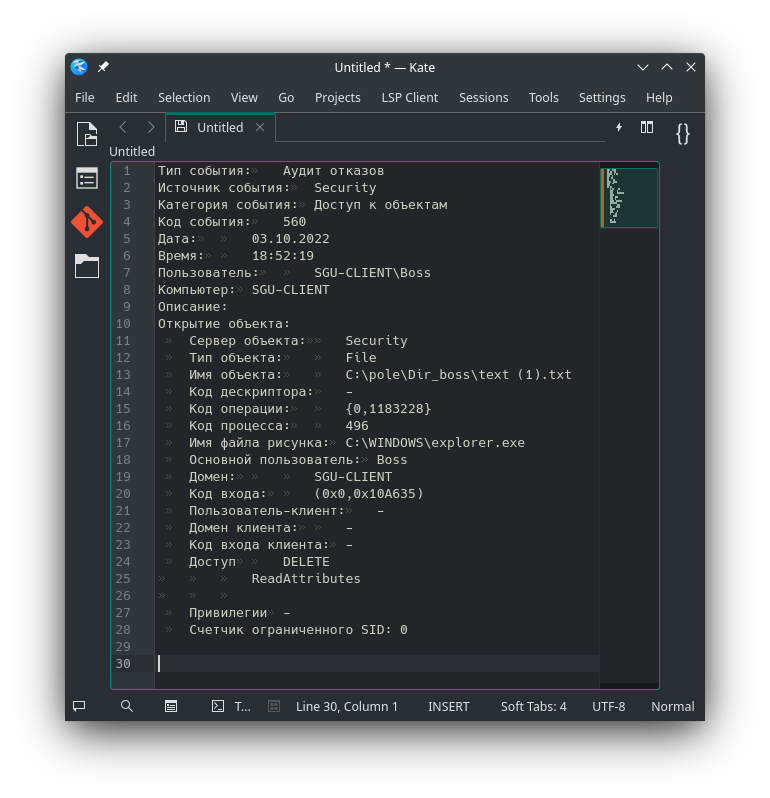 Untitled * — Kate
File Edit Selection View Go Projects LSP Client Sessions Tools Settings Help
Untitled
Untitled
1 Тип события:» Аудит отказов
2 Источник события:» Security
3 Категория события:» Доступ к объектам
4 Код события:» 560
5 Дата:» » 03.10.2022
6 Время:» » 18:52:19
7 Пользователь:» » SGU-CLIENT\Boss
8 Компьютер:» SGU-CLIENT
9 Описание:
10 Открытие объекта:
11 » Сервер объекта:»» Security
12 » Тип объекта:» » File
13 » Имя объекта:» » C:\pole\Dir_boss\text (1).txt
14 » Код дескриптора:» -
15 » Код операции:» » {0,1183228}
16 » Код процесса:» » 496
17 » Имя файла рисунка:» C:\WINDOWS\explorer.exe
18 » Основной пользователь:» Boss
19 » Домен:» » » SGU-CLIENT
20 » Код входа:» » (0x0,0x10A635)
21 » Пользователь-клиент:» -
22 » Домен клиента:» » -
23 » Код входа клиента:» -
24 » Доступ» » DELETE
25 » » » ReadAttributes
26 » » »
27 » Привилегии» -
28 » Счетчик ограниченного SID: 0
29
30
T... Line 30, Column 1 INSERT Soft Tabs: 4 UTF-8 Normal